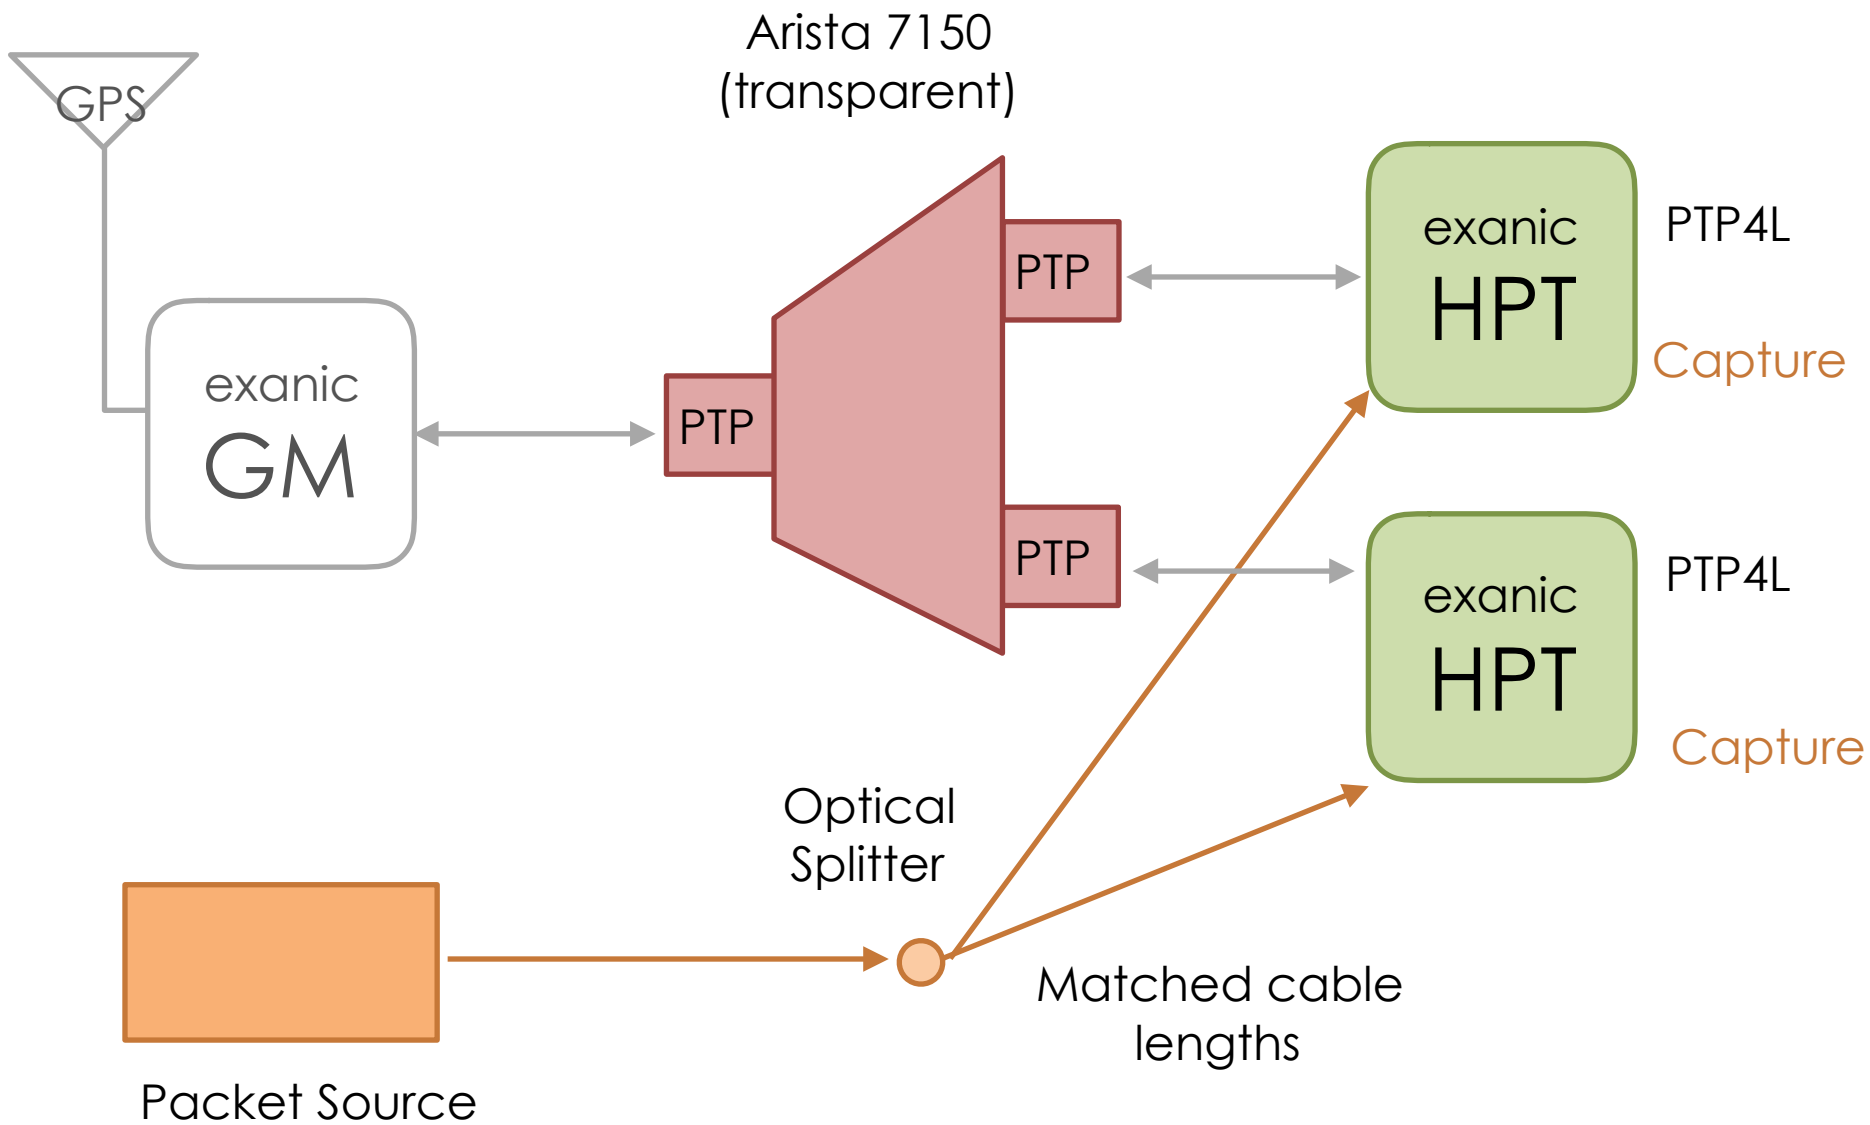 Arista 7150
(transparent)
GPS
exanic
GM
PTP
PTP
PTP
exanic
HPT
PTP4L
Capture
exanic
HPT
PTP4L
Capture
Optical
Splitter
Matched cable
lengths
Packet Source